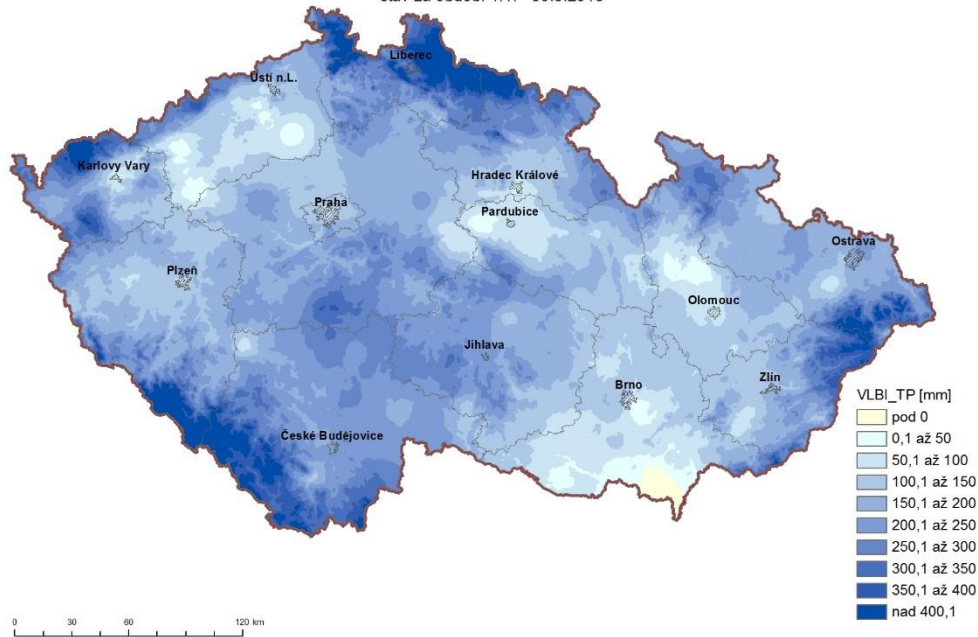 Liberec
Ústí n.L.
Karlovy Vary
Hradec Králové
Praha
Pardubice
Ostrava
Plzeň
Olomouc
Jihlava
Zlín
Brno
České Budějovice
VLBI_TP [mm]
pod 0
0,1 až 50
50,1 až 100
100,1 až 150
150,1 až 200
200,1 až 250
250,1 až 300
300,1 až 350
350,1 až 400
nad 400,1
0 30 60 120 km